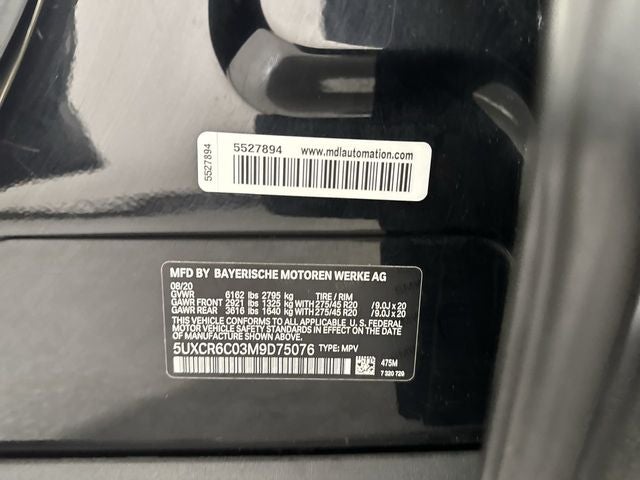 5527894
5527894 www.mdlautomation.com
MFD BY BAYERISCHE MOTOREN WERKE AG
08/20
GVWR 6162 lbs 2795 kg TIRE / RIM
GAWR FRONT 2921 lbs 1325 kg 275/45 R20 /9.0J x 20
GAWR REAR 3616 lbs 1640 kg 275/45 R20 /9.0J x 20
THIS VEHICLE CONFORMS TO ALL APPLICABLE U.S. FEDERAL
MOTOR VEHICLE SAFETY STANDARDS IN EFFECT ON THE DATE
OF MANUFACTURE SHOWN ABOVE.
5UXCR6C03M9D75076 TYPE: MPV
475M
7 320 729